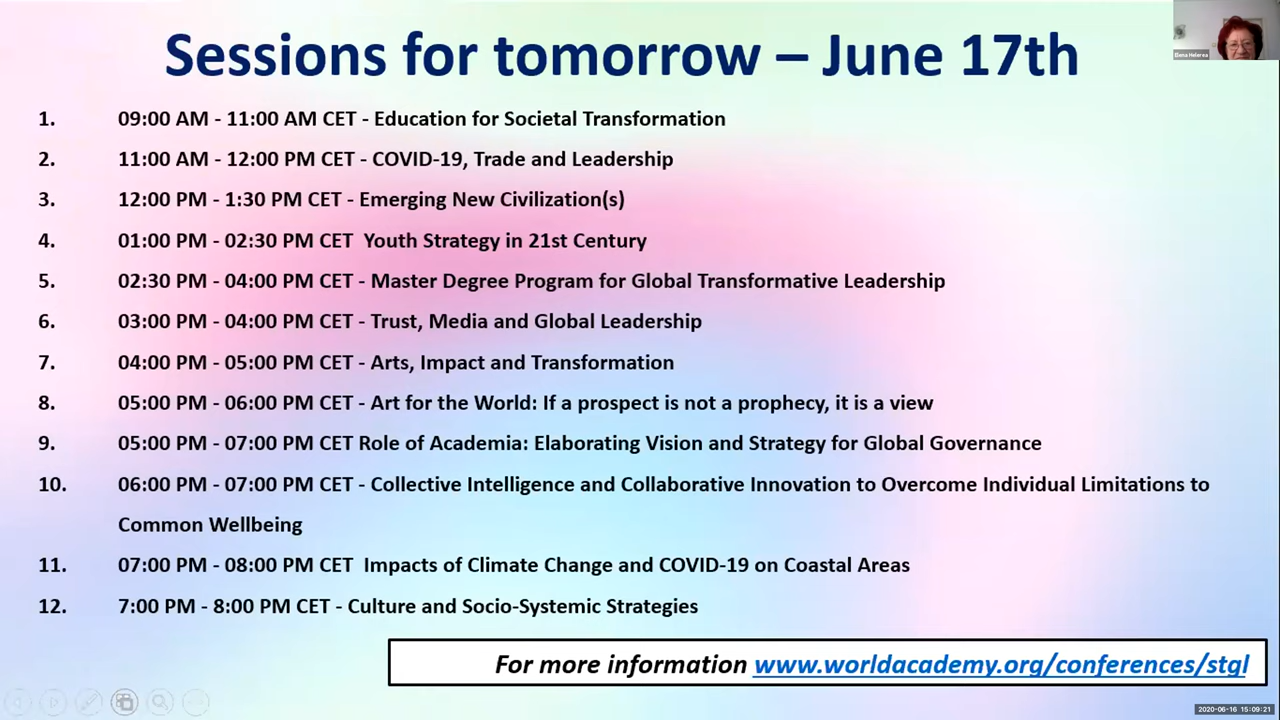 Sessions for tomorrow – June 17th
Elena Helerea
1. 09:00 AM - 11:00 AM CET - Education for Societal Transformation
2. 11:00 AM - 12:00 PM CET - COVID-19, Trade and Leadership
3. 12:00 PM - 1:30 PM CET - Emerging New Civilization(s)
4. 01:00 PM - 02:30 PM CET  Youth Strategy in 21st Century
5. 02:30 PM - 04:00 PM CET - Master Degree Program for Global Transformative Leadership
6. 03:00 PM - 04:00 PM CET - Trust, Media and Global Leadership
7. 04:00 PM - 05:00 PM CET - Arts, Impact and Transformation
8. 05:00 PM - 06:00 PM CET - Art for the World: If a prospect is not a prophecy, it is a view
9. 05:00 PM - 07:00 PM CET Role of Academia: Elaborating Vision and Strategy for Global Governance
10. 06:00 PM - 07:00 PM CET - Collective Intelligence and Collaborative Innovation to Overcome Individual Limitations to
Common Wellbeing
11. 07:00 PM - 08:00 PM CET  Impacts of Climate Change and COVID-19 on Coastal Areas
12. 7:00 PM - 8:00 PM CET - Culture and Socio-Systemic Strategies
For more information www.worldacademy.org/conferences/stgl
2020-06-16 15:09:21